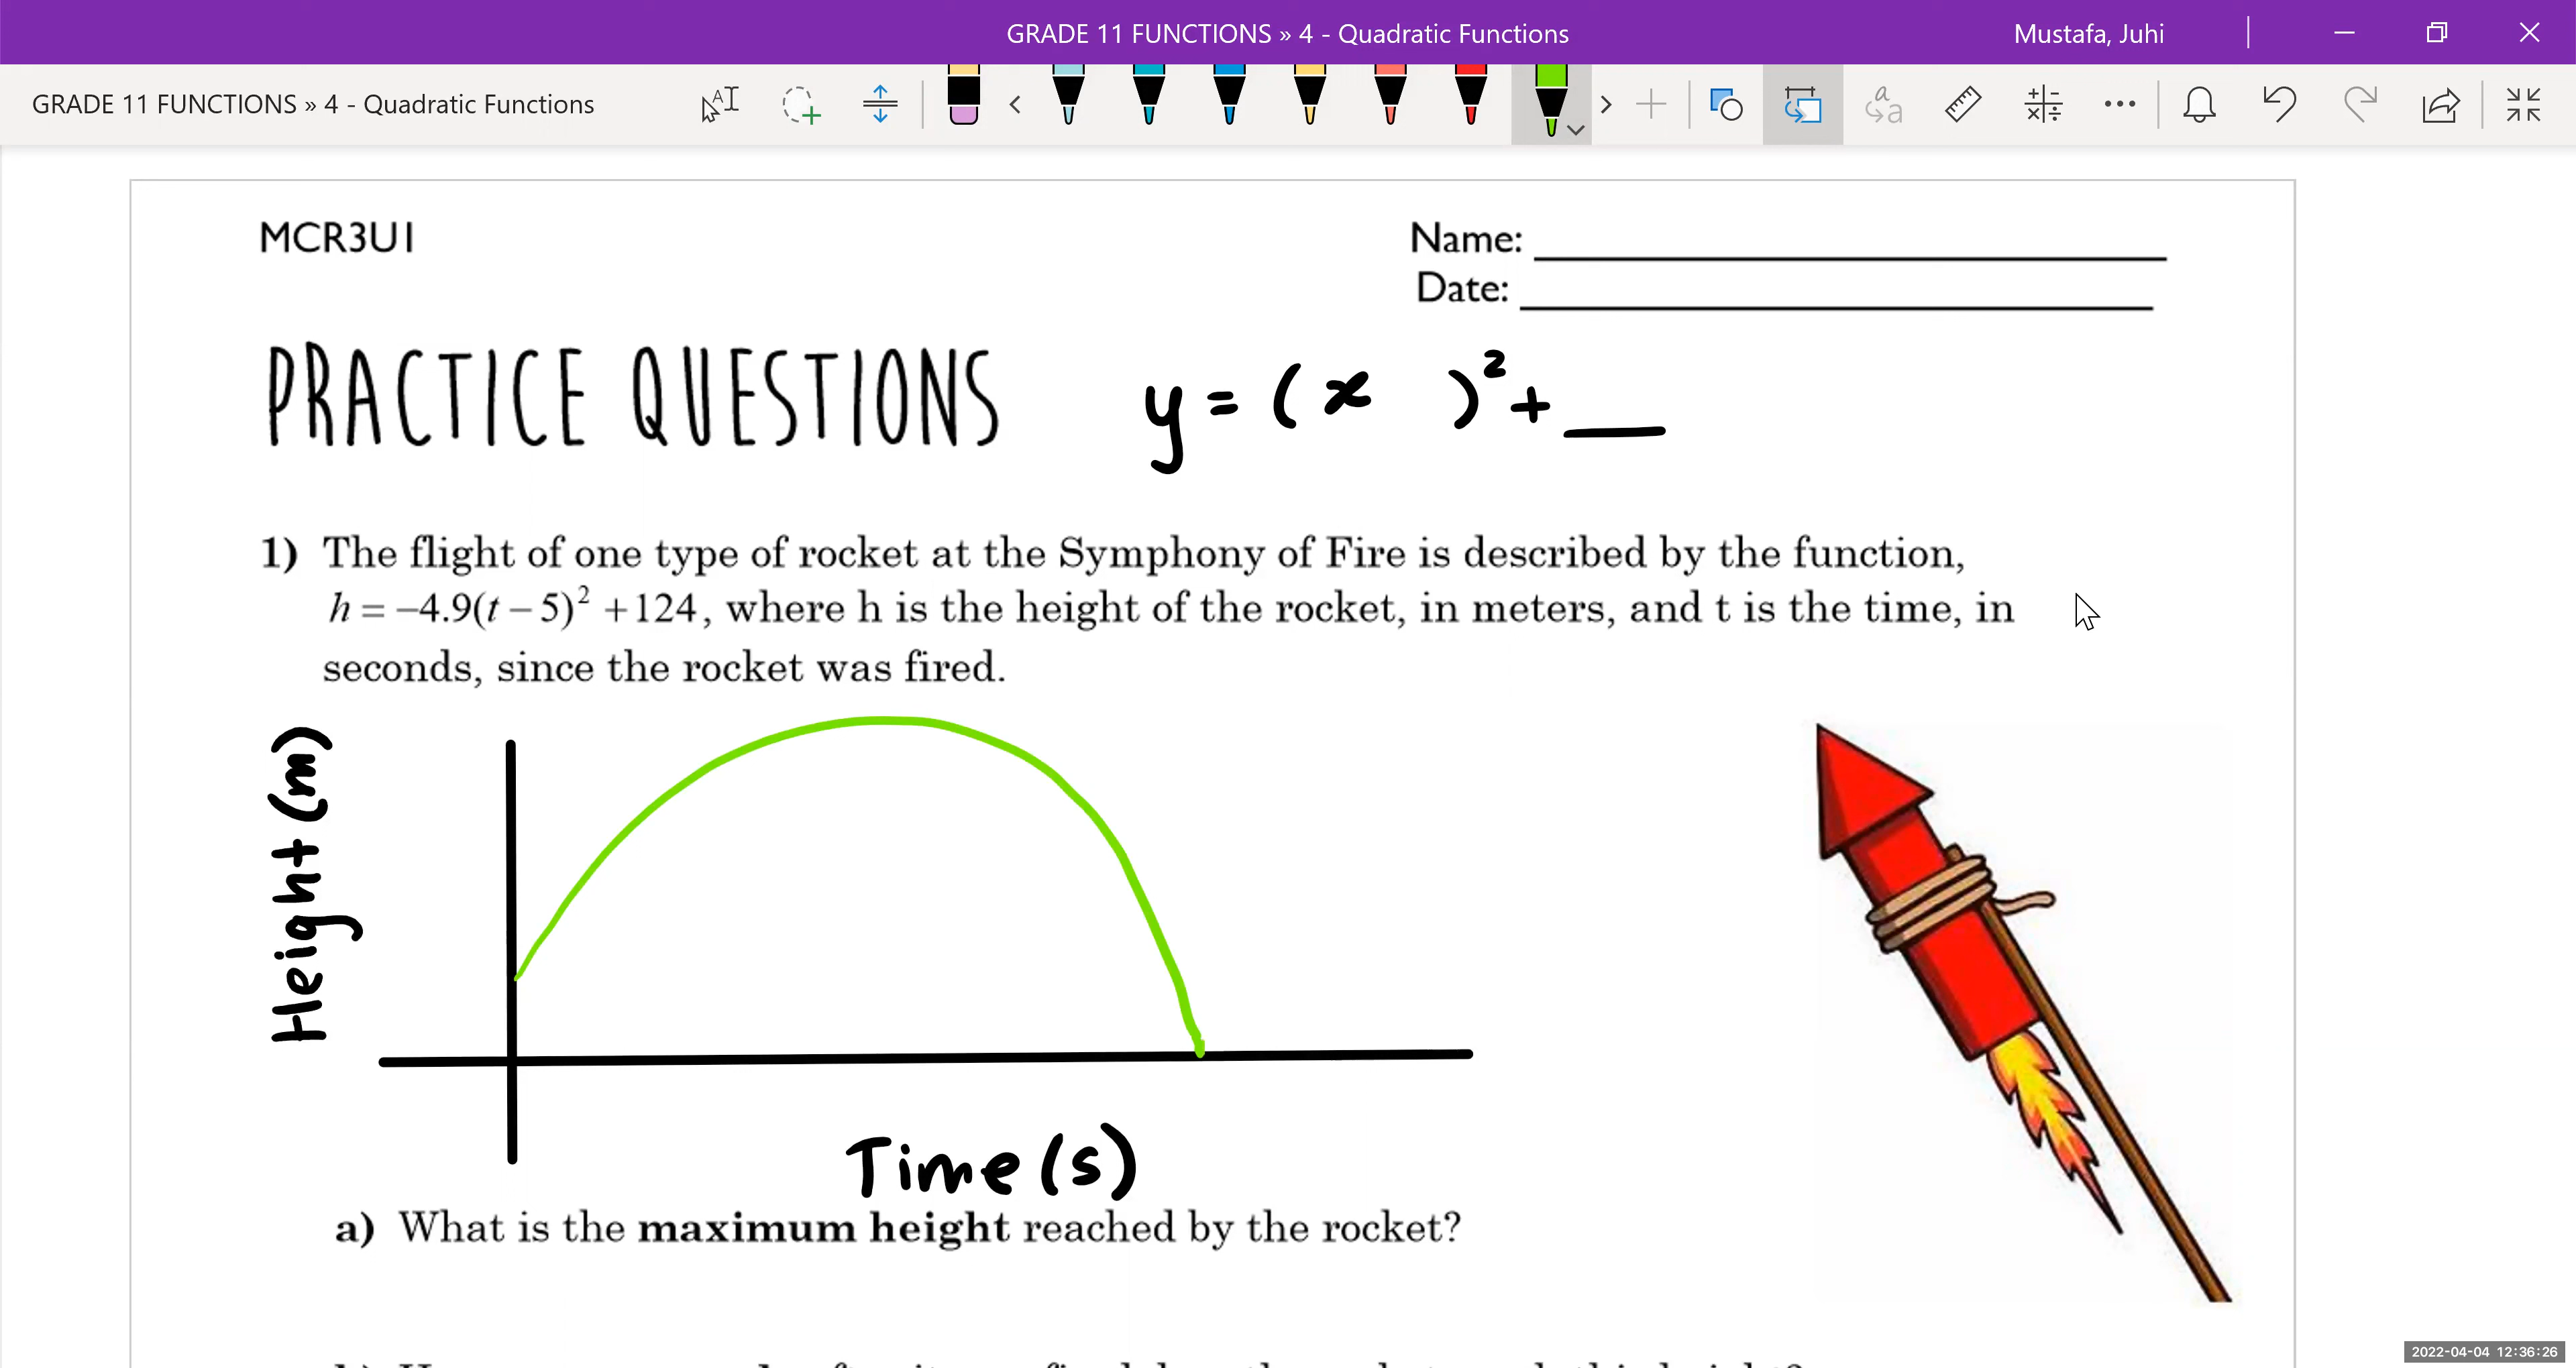 GRADE 11 FUNCTIONS » 4 - Quadratic Functions
Mustafa, Juhi
GRADE 11 FUNCTIONS » 4 - Quadratic Functions
MCR3U1
Name:
Date:
PRACTICE QUESTIONS
y = (x )² + __
1) The flight of one type of rocket at the Symphony of Fire is described by the function,
h = −4.9(t − 5)² + 124, where h is the height of the rocket, in meters, and t is the time, in
seconds, since the rocket was fired.
Height (m)
Time (s)
a) What is the maximum height reached by the rocket?
2022-04-04 12:36:26